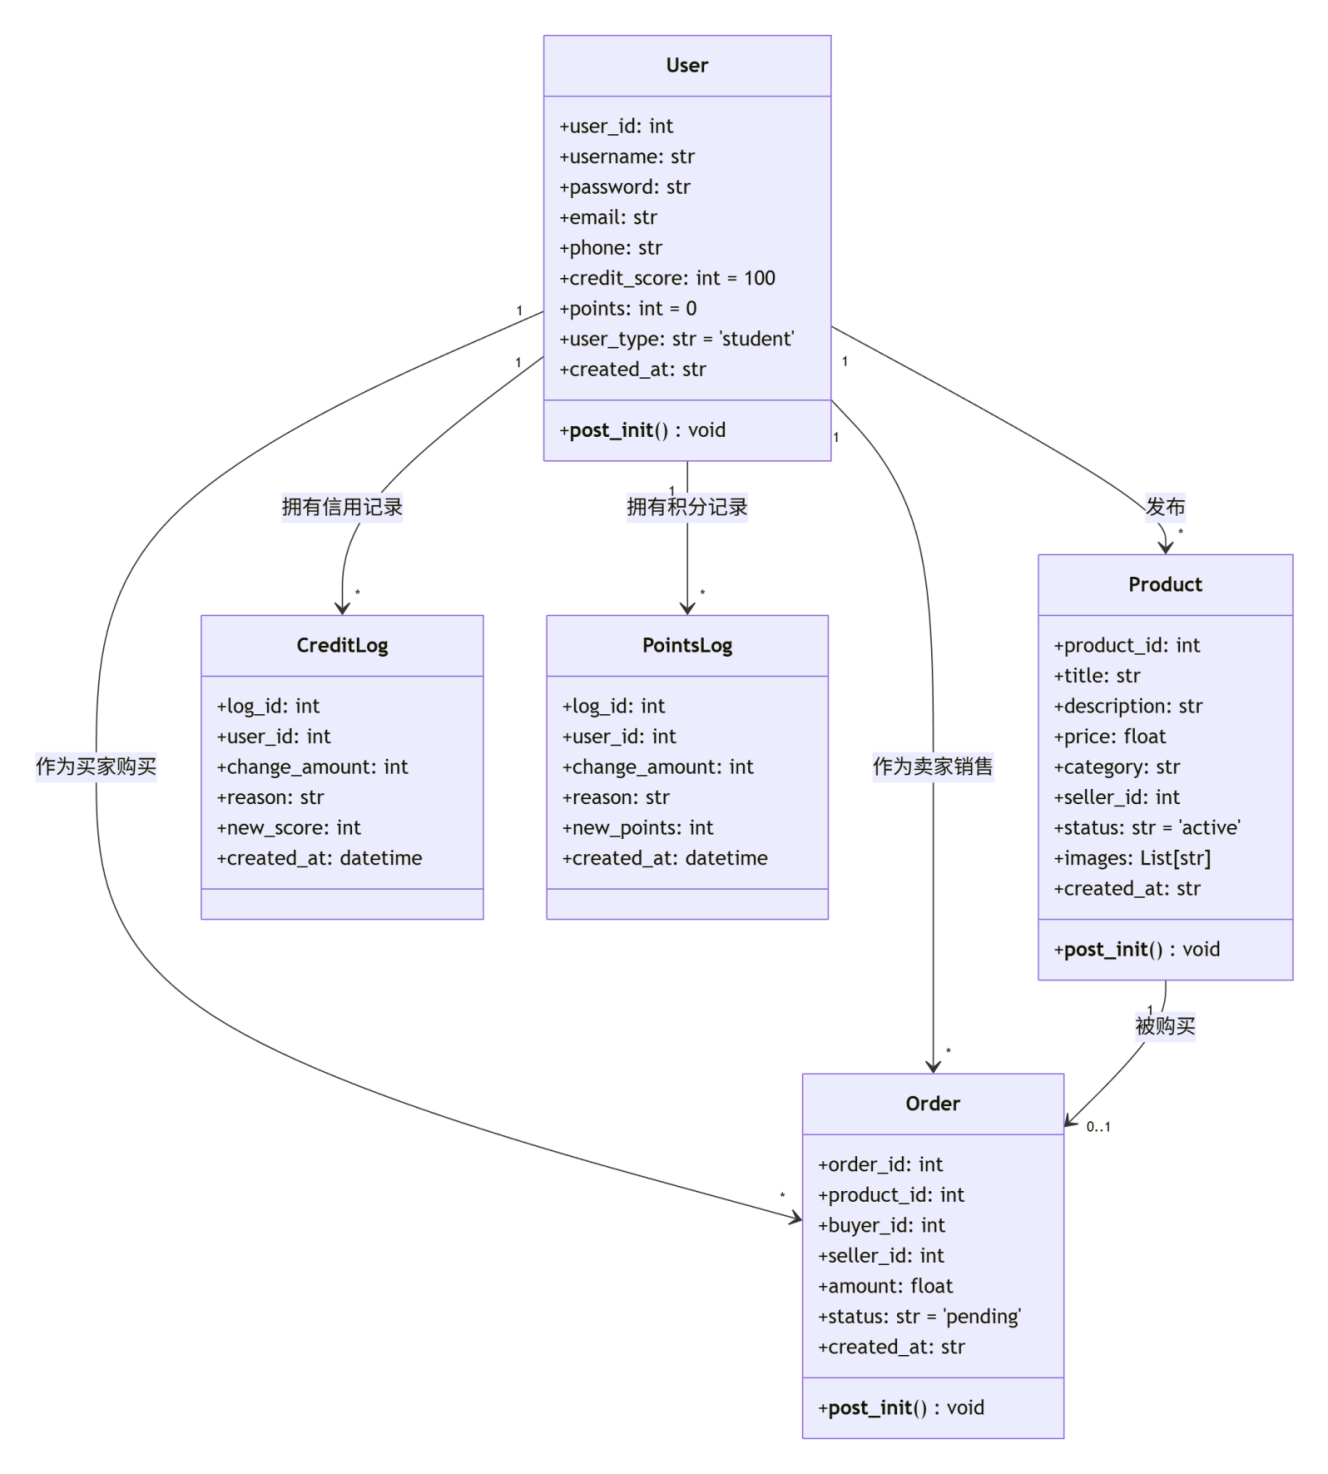 User
+user_id: int
+username: str
+password: str
+email: str
+phone: str
+credit_score: int = 100
+points: int = 0
+user_type: str = 'student'
+created_at: str
+post_init() : void
1
1
1
1
1
拥有信用记录
拥有积分记录
发布
*
*
*
CreditLog
+log_id: int
+user_id: int
+change_amount: int
+reason: str
+new_score: int
+created_at: datetime
PointsLog
+log_id: int
+user_id: int
+change_amount: int
+reason: str
+new_points: int
+created_at: datetime
Product
+product_id: int
+title: str
+description: str
+price: float
+category: str
+seller_id: int
+status: str = 'active'
+images: List[str]
+created_at: str
+post_init() : void
作为买家购买
作为卖家销售
1
被购买
*
0..1
*
Order
+order_id: int
+product_id: int
+buyer_id: int
+seller_id: int
+amount: float
+status: str = 'pending'
+created_at: str
+post_init() : void